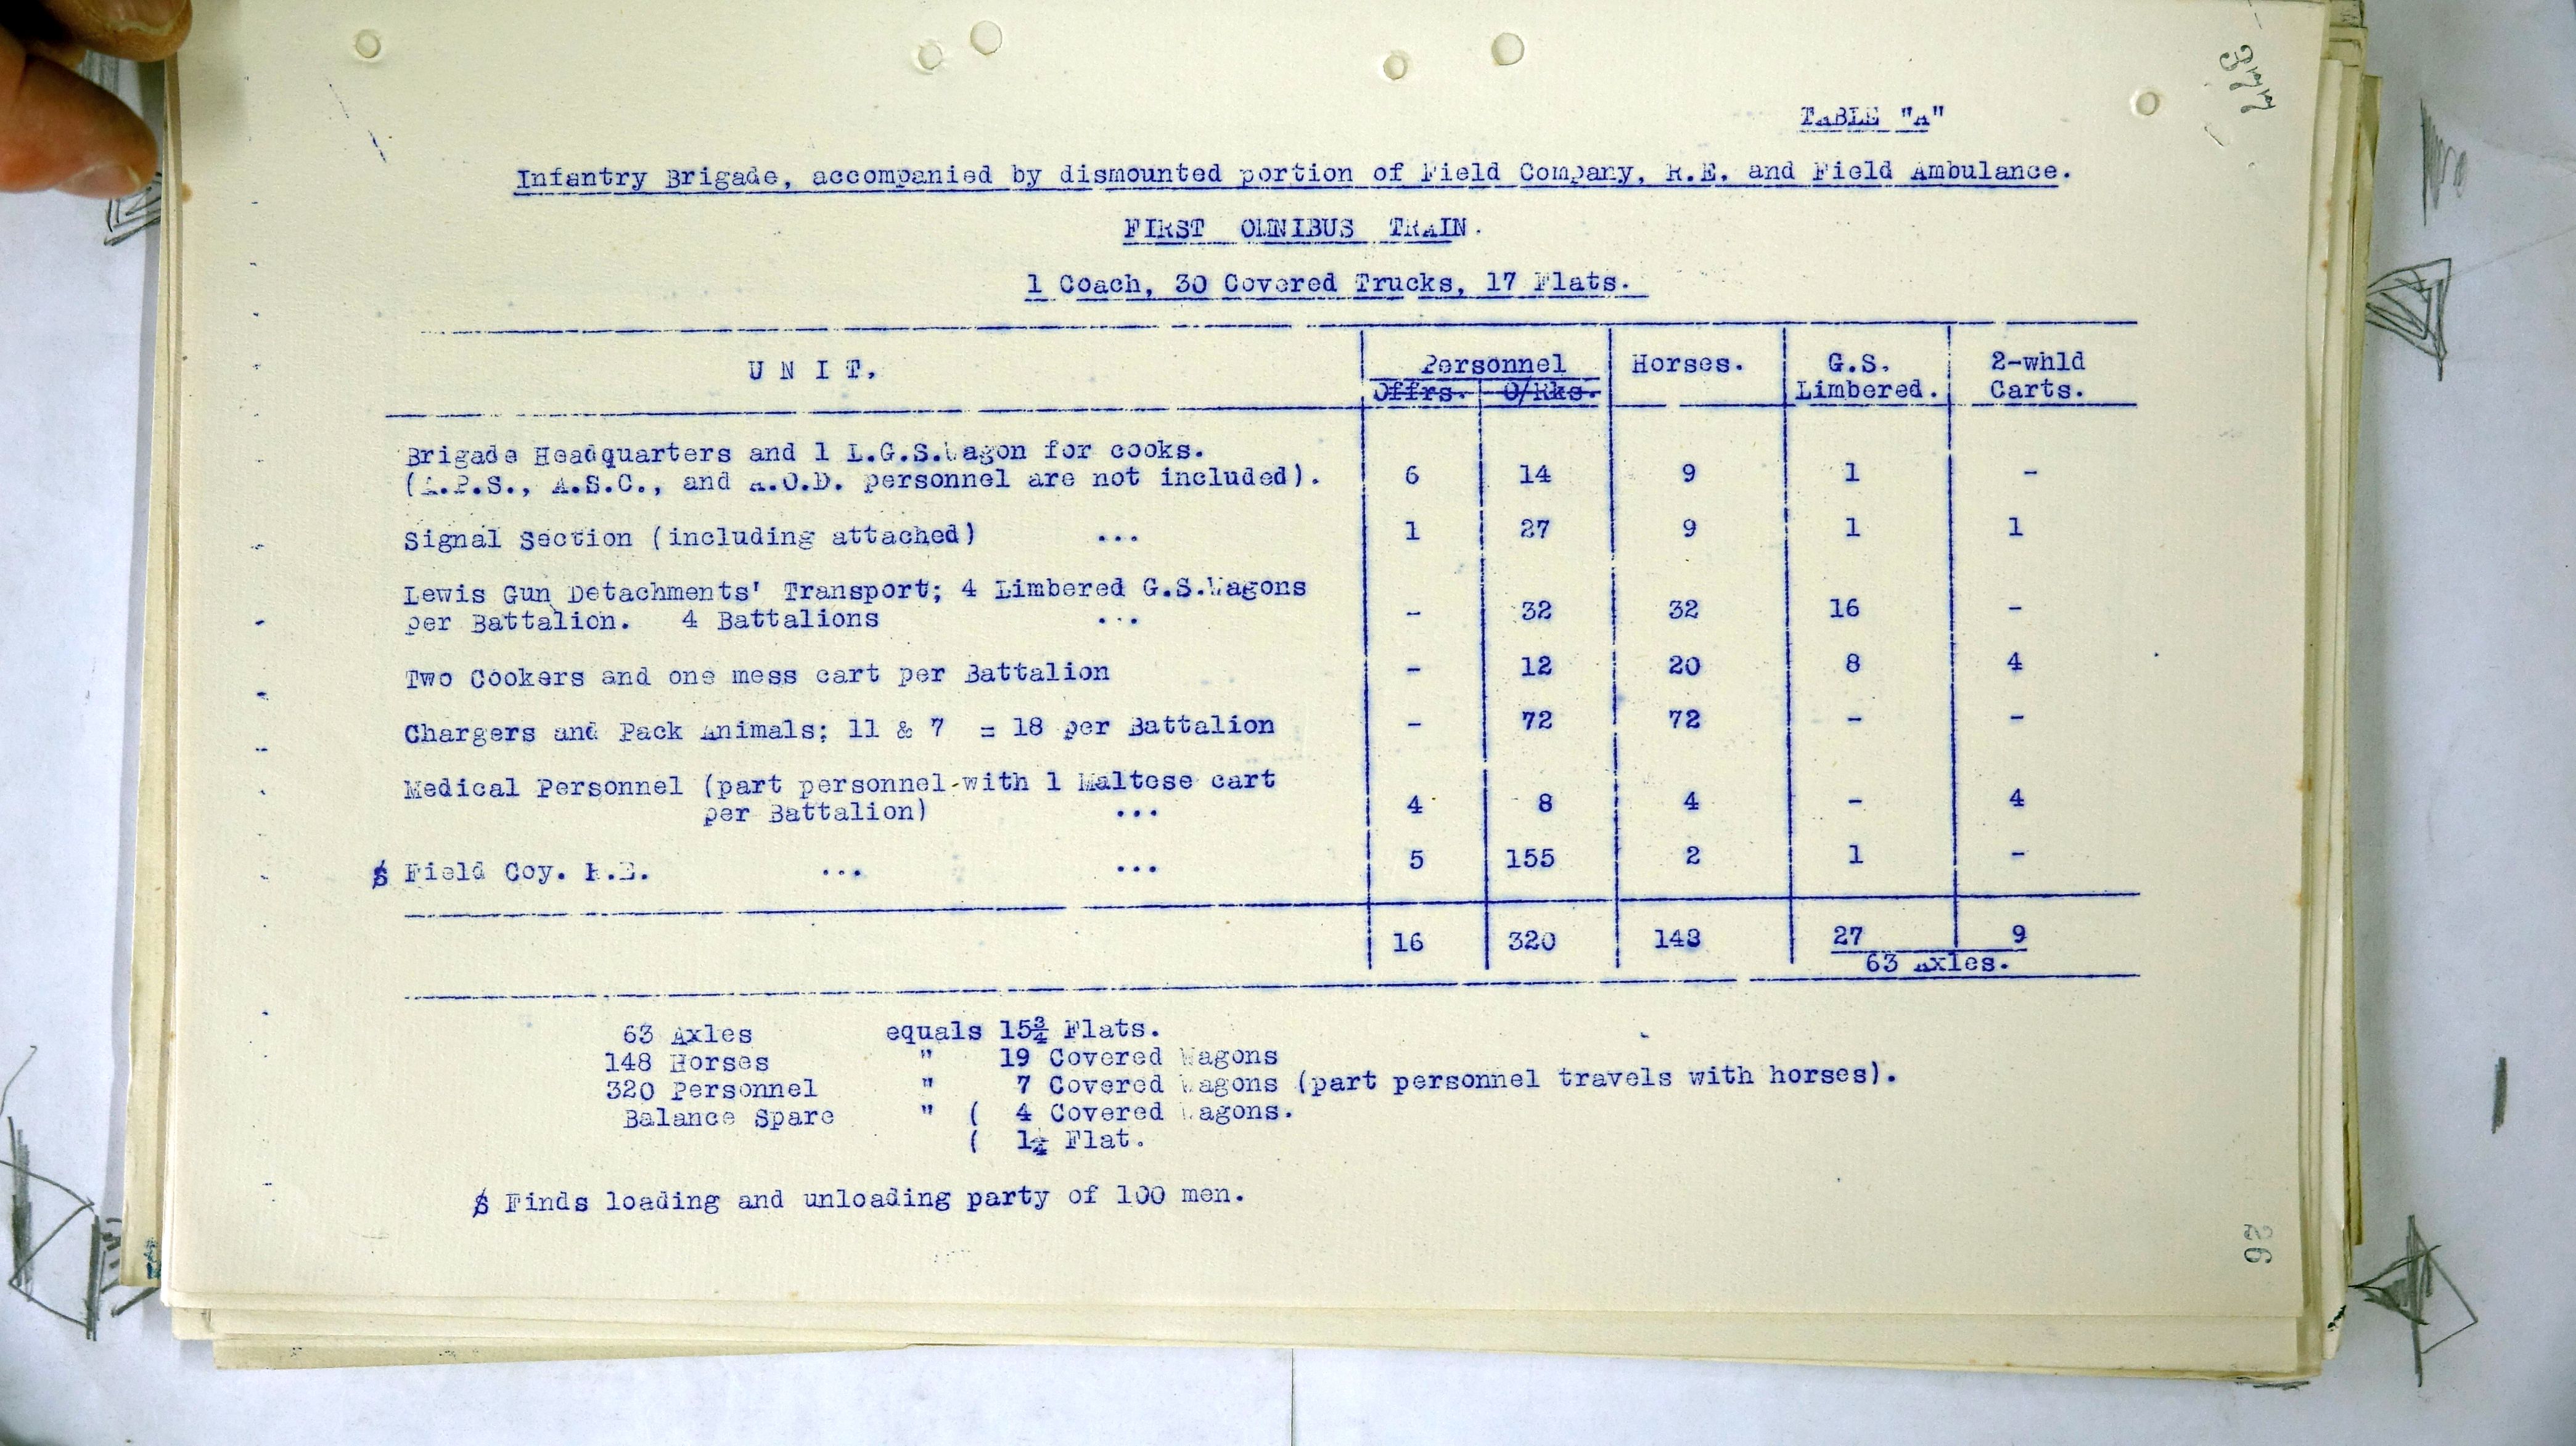 TABLE "A"
Infantry Brigade, accompanied by dismounted portion of Field Company, R.E. and Field Ambulance.
FIRST OMNIBUS TRAIN.
1 Coach, 30 Covered Trucks, 17 Flats.
U N I T. Personnel Horses. G.S. 2-whld
Offrs. O/Rks. Limbered. Carts.
Brigade Headquarters and 1 L.G.S.Wagon for cooks.
(A.P.S., A.S.C., and A.O.D. personnel are not included). 6 14 9 1 -
Signal Section (including attached) ... 1 27 9 1 1
Lewis Gun Detachments' Transport; 4 Limbered G.S.Wagons
per Battalion. 4 Battalions ... - 32 32 16 -
Two Cookers and one mess cart per Battalion - 12 20 8 4
Chargers and Pack Animals; 11 & 7 = 18 per Battalion - 72 72 - -
Medical Personnel (part personnel-with 1 Maltese cart
per Battalion) ... 4 8 4 - 4
$ Field Coy. R.E. ... ... 5 155 2 1 -
16 320 148 27 9
63 Axles.
63 Axles equals 15¾ Flats.
148 Horses " 19 Covered Wagons
320 Personnel " 7 Covered Wagons (part personnel travels with horses).
Balance Spare " ( 4 Covered Wagons.
( 1¼ Flat.
$ Finds loading and unloading party of 100 men.